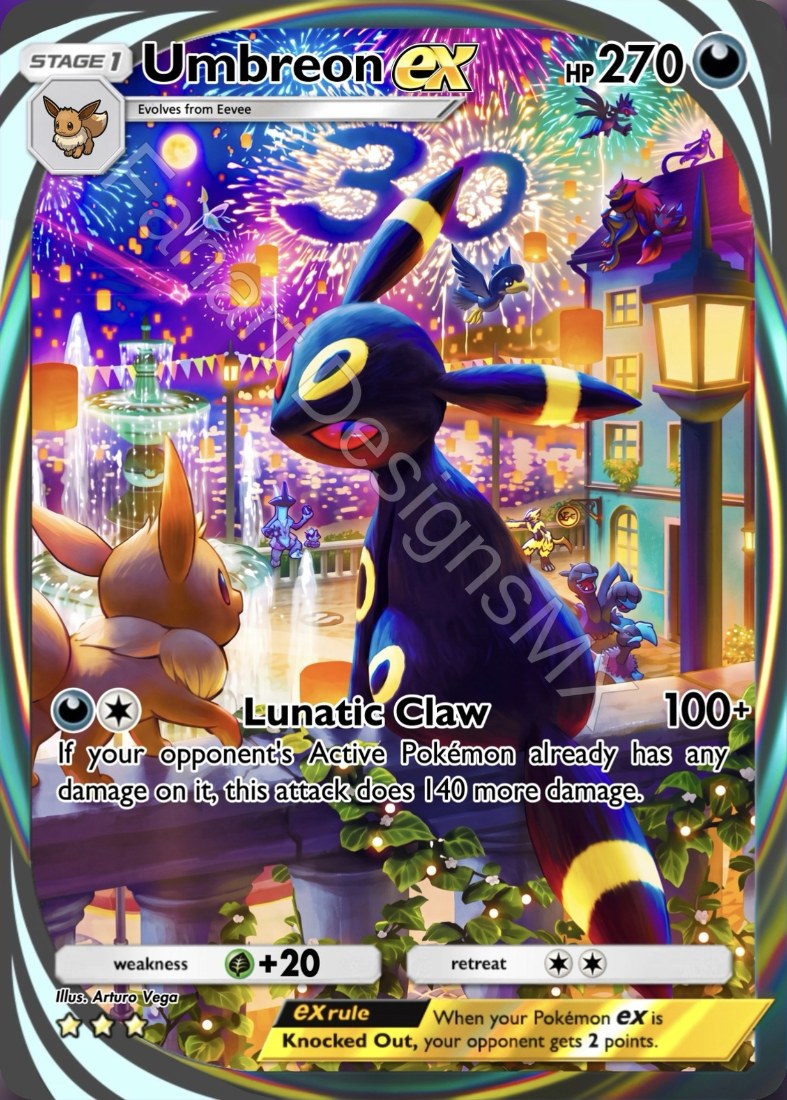 STAGE 1
Umbreon ex
HP 270
Evolves from Eevee
30
FanartDesignsMX
Lunatic Claw 100+
If your opponent's Active Pokémon already has any
damage on it, this attack does 140 more damage.
weakness +20
retreat
Illus. Arturo Vega
ex rule
When your Pokémon ex is
Knocked Out, your opponent gets 2 points.